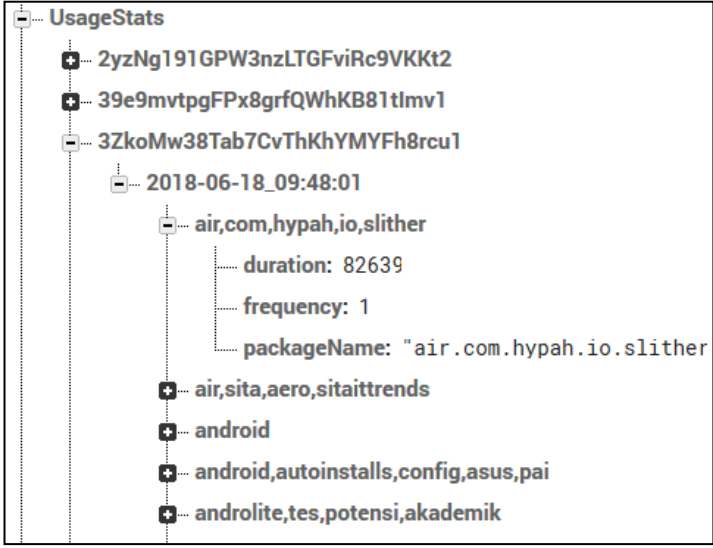 UsageStats
2yzNg191GPW3nzLTGFviRc9VKKt2
39e9mvtpgFPx8grfQWhKB81tImv1
3ZkoMw38Tab7CvThKhYMYFh8rcu1
2018-06-18_09:48:01
air,com,hypah,io,slither
duration: 82639
frequency: 1
packageName: "air.com.hypah.io.slither
air,sita,aero,sitaittrends
android
android,autoinstalls,config,asus,pai
androlite,tes,potensi,akademik